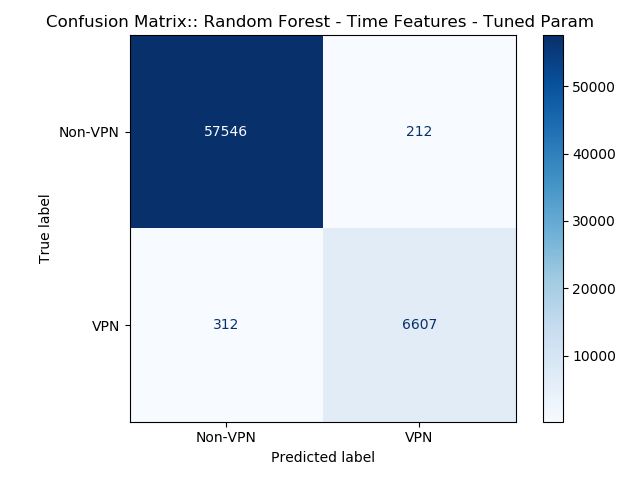 Confusion Matrix:: Random Forest - Time Features - Tuned Param
True label
Non-VPN
57546
212
VPN
312
6607
Non-VPN
VPN
Predicted label
50000
40000
30000
20000
10000